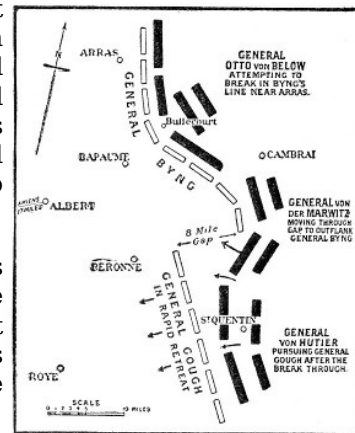 N
ARRAS
GENERAL
OTTO VON BELOW
ATTEMPTING TO
BREAK IN BYNG'S
LINE NEAR ARRAS.
GENERAL
Bullecourt
BAPAUME
BYNG
CAMBRAI
ALBERT
GENERAL VON
DER MARWITZ
MOVING THROUGH
GAP TO OUTFLANK
GENERAL BYNG
8 Mile
Gap
PERONNE
GENERAL GOUGH
IN RAPID RETREAT
ST QUENTIN
GENERAL
VON HUTIER
PURSUING GENERAL
GOUGH AFTER THE
BREAK THROUGH.
ROYE
SCALE
MILES